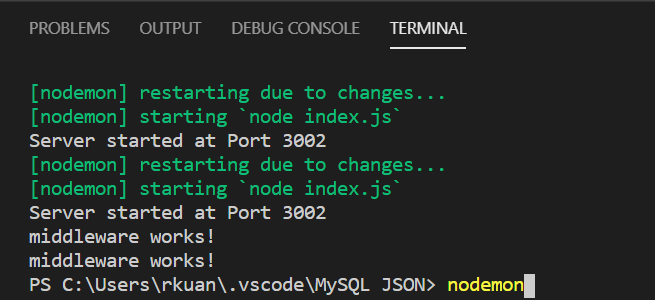 PROBLEMS OUTPUT DEBUG CONSOLE TERMINAL
[nodemon] restarting due to changes...
[nodemon] starting `node index.js`
Server started at Port 3002
[nodemon] restarting due to changes...
[nodemon] starting `node index.js`
Server started at Port 3002
middleware works!
middleware works!
PS C:\Users\rkuan\.vscode\MySQL JSON> nodemon